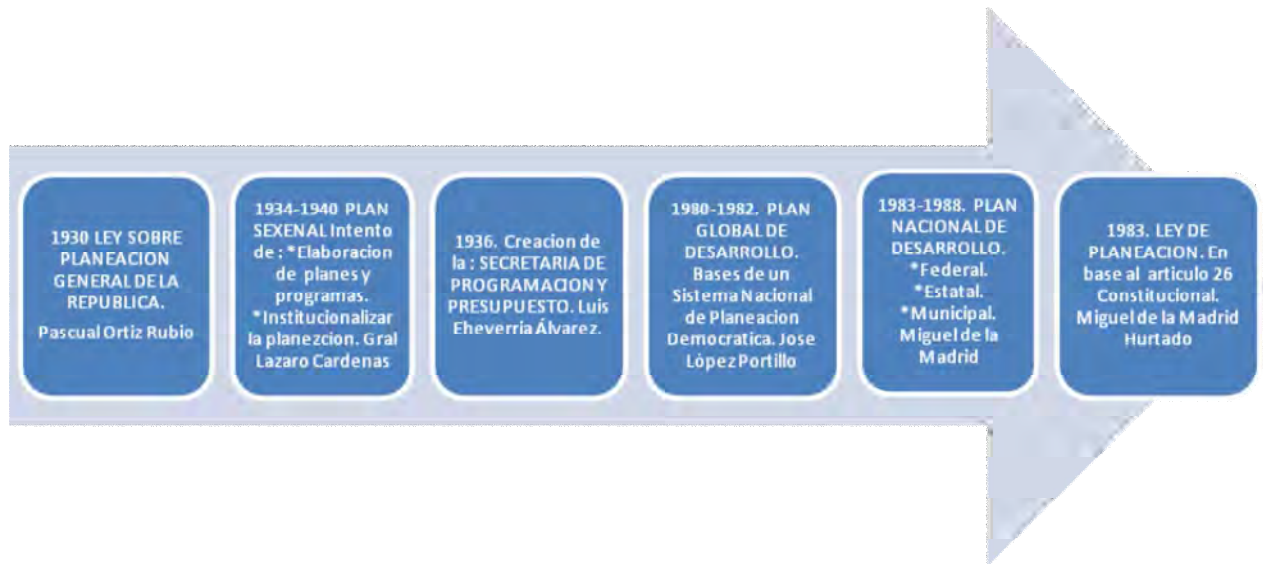 1930 LEY SOBRE
PLANEACION
GENERAL DE LA
REPUBLICA.
Pascual Ortiz Rubio
1934-1940 PLAN
SEXENAL Intento
de : *Elaboracion
de planes y
programas.
*Institucionalizar
la planezcion. Gral
Lazaro Cardenas
1936. Creacion de
la : SECRETARIA DE
PROGRAMACION Y
PRESUPUESTO. Luis
Eheverria Álvarez.
1980-1982. PLAN
GLOBAL DE
DESARROLLO.
Bases de un
Sistema Nacional
de Planeacion
Democratica. Jose
López Portillo
1983-1988. PLAN
NACIONAL DE
DESARROLLO.
*Federal.
*Estatal.
*Municipal.
Miguel de la
Madrid
1983. LEY DE
PLANEACION. En
base al articulo 26
Constitucional.
Miguel de la Madrid
Hurtado